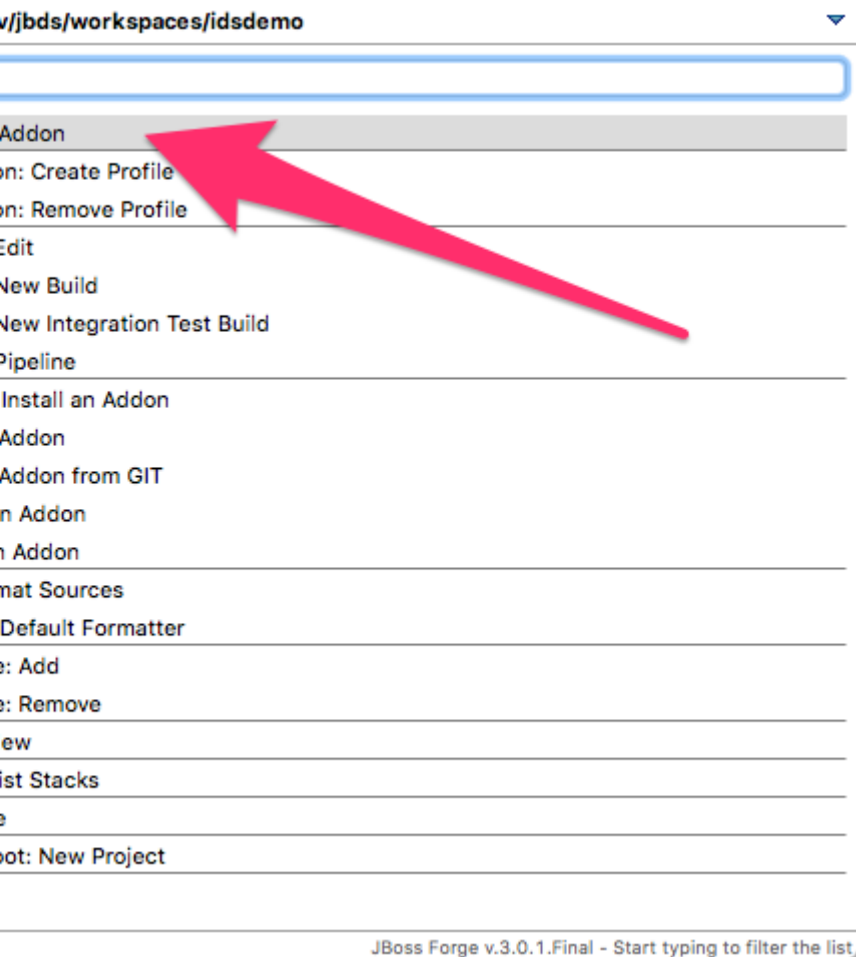 v/jbds/workspaces/idsdemo
Addon
on: Create Profile
on: Remove Profile
Edit
New Build
New Integration Test Build
Pipeline
Install an Addon
Addon
Addon from GIT
n Addon
n Addon
mat Sources
Default Formatter
e: Add
e: Remove
ew
ist Stacks
e
oot: New Project
JBoss Forge v.3.0.1.Final - Start typing to filter the list,